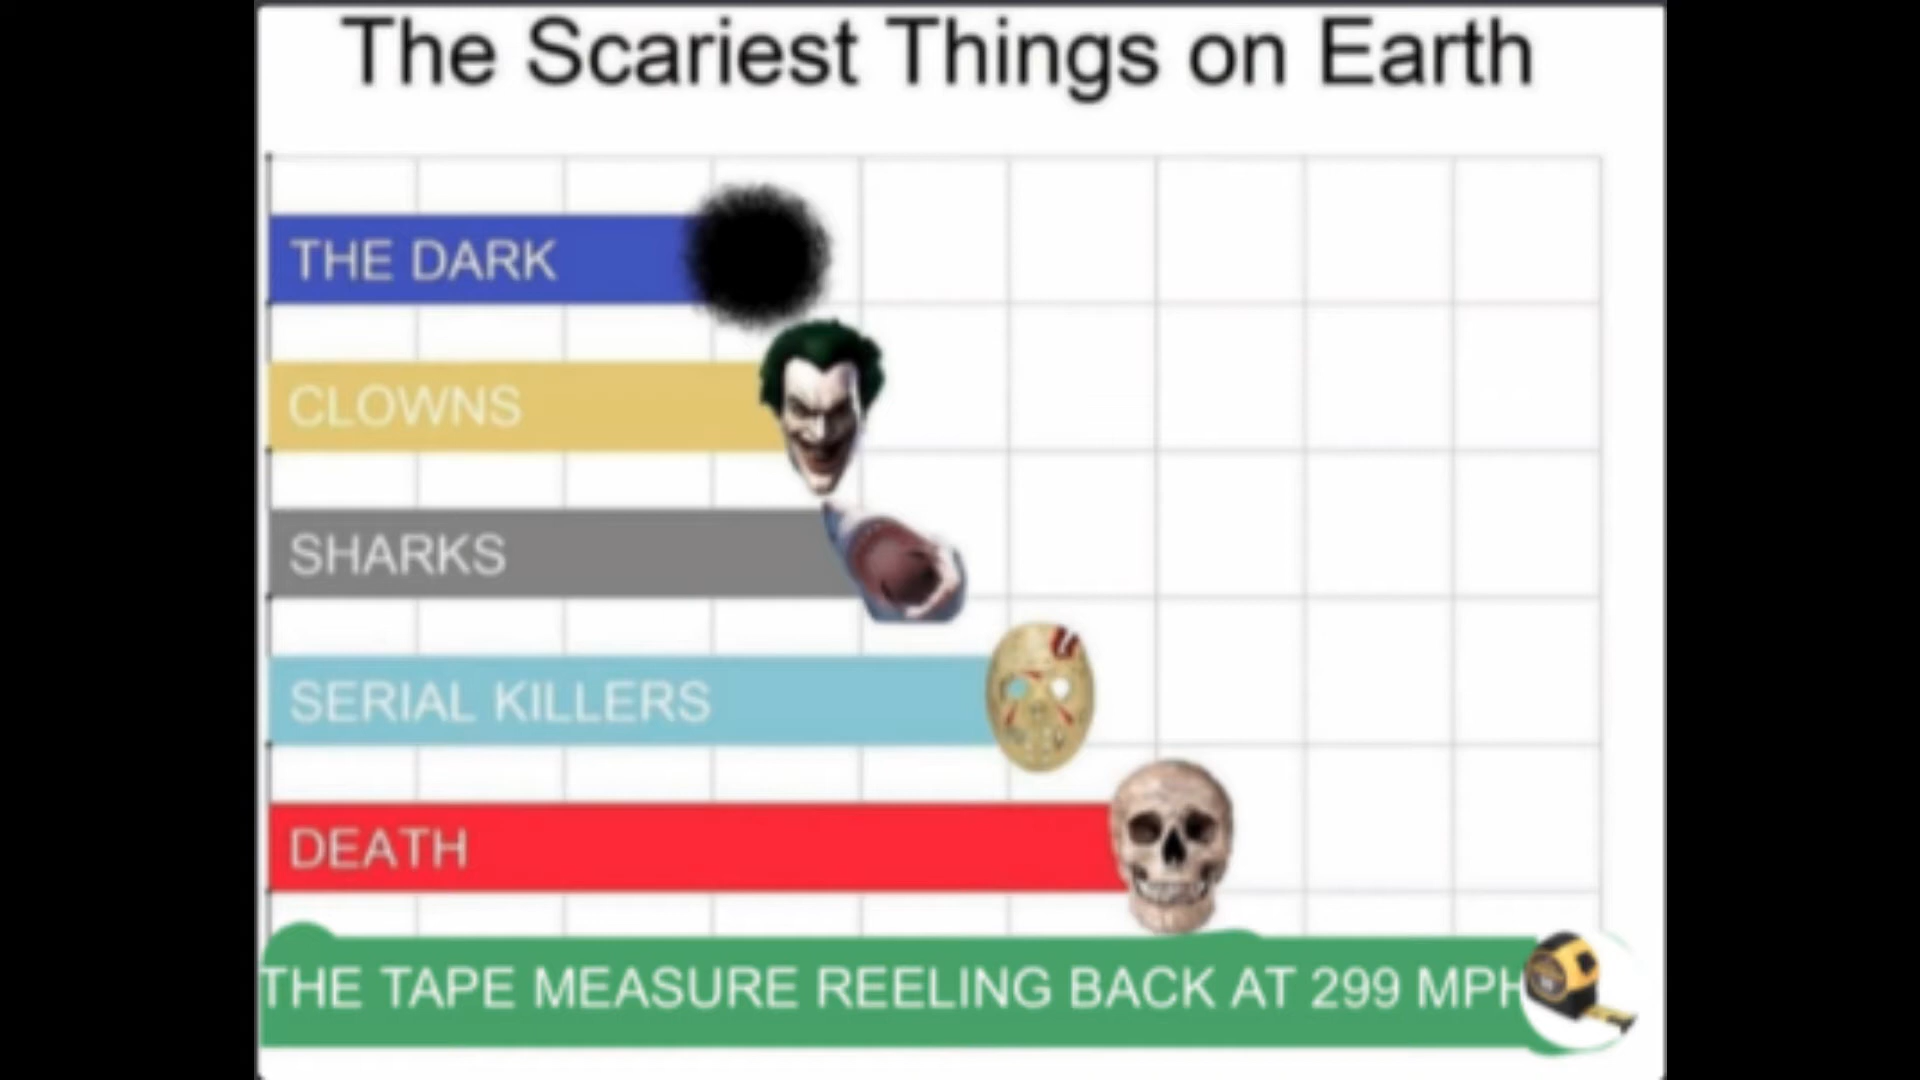 The Scariest Things on Earth
THE DARK
CLOWNS
SHARKS
SERIAL KILLERS
DEATH
THE TAPE MEASURE REELING BACK AT 299 MPH